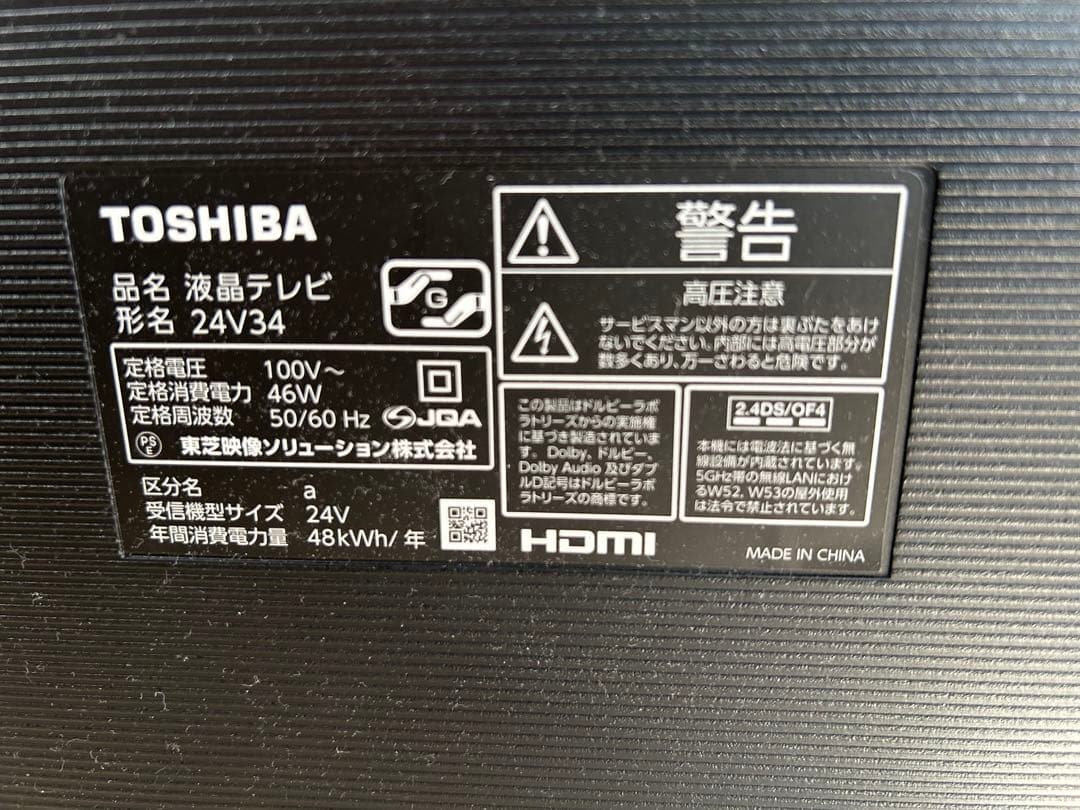 TOSHIBA
品名 液晶テレビ
形名 24V34
G
定格電圧 100V～
定格消費電力 46W
定格周波数 50/60 Hz JQA
PS
E
東芝映像ソリューション株式会社
区分名 a
受信機型サイズ 24V
年間消費電力量 48kWh/年
警告
高圧注意
サービスマン以外の方は裏ぶたをあけ
ないでください。内部には高電圧部分が
数多くあり、万一さわると危険です。
この製品はドルビーラボ
ラトリーズからの実施権
に基づき製造されていま
す。Dolby、ドルビー、
Dolby Audio 及びダブ
ルD記号はドルビーラボ
ラトリーズの商標です。
2.4DS/OF4
本機には電波法に基づく無
線設備が内蔵されています。
5GHz帯の無線LANにおけ
るW52、W53の屋外使用
は法令で禁止されています。
HDMI
MADE IN CHINA